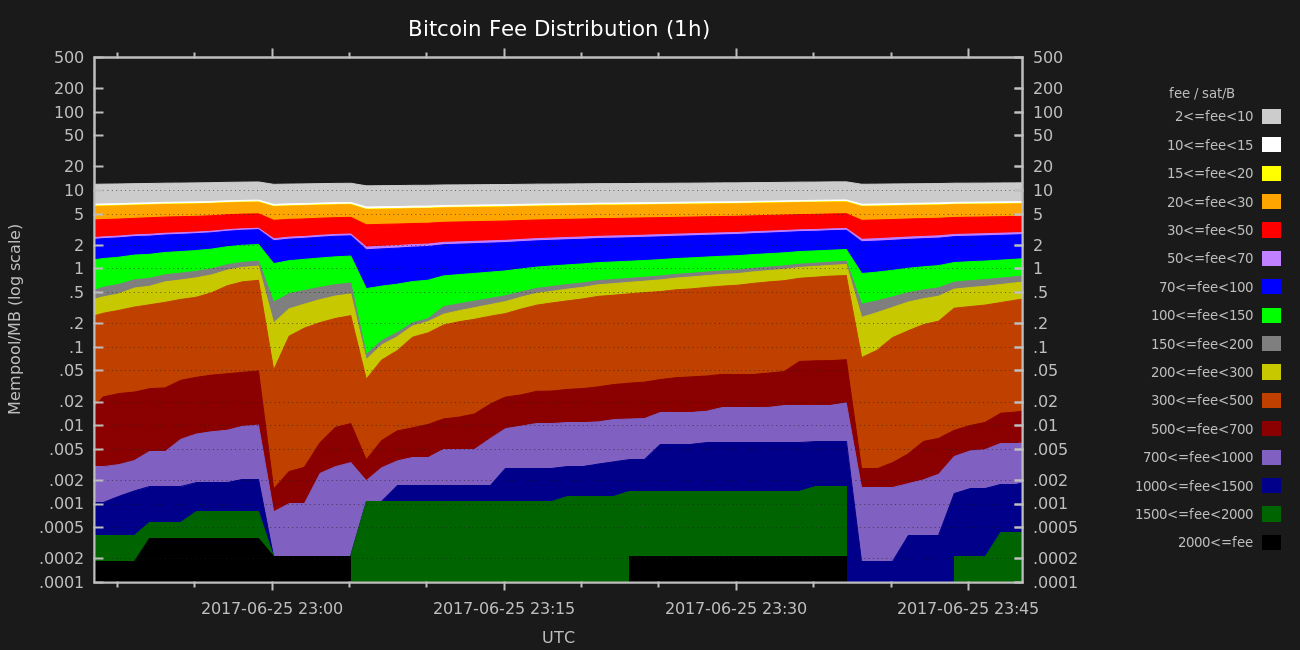 Bitcoin Fee Distribution (1h)
Mempool/MB (log scale)
500
200
100
50
20
10
5
2
1
.5
.2
.1
.05
.02
.01
.005
.002
.001
.0005
.0002
.0001
500
200
100
50
20
10
5
2
1
.5
.2
.1
.05
.02
.01
.005
.002
.001
.0005
.0002
.0001
2017-06-25 23:00
2017-06-25 23:15
2017-06-25 23:30
2017-06-25 23:45
UTC
fee / sat/B
2<=fee<10
10<=fee<15
15<=fee<20
20<=fee<30
30<=fee<50
50<=fee<70
70<=fee<100
100<=fee<150
150<=fee<200
200<=fee<300
300<=fee<500
500<=fee<700
700<=fee<1000
1000<=fee<1500
1500<=fee<2000
2000<=fee